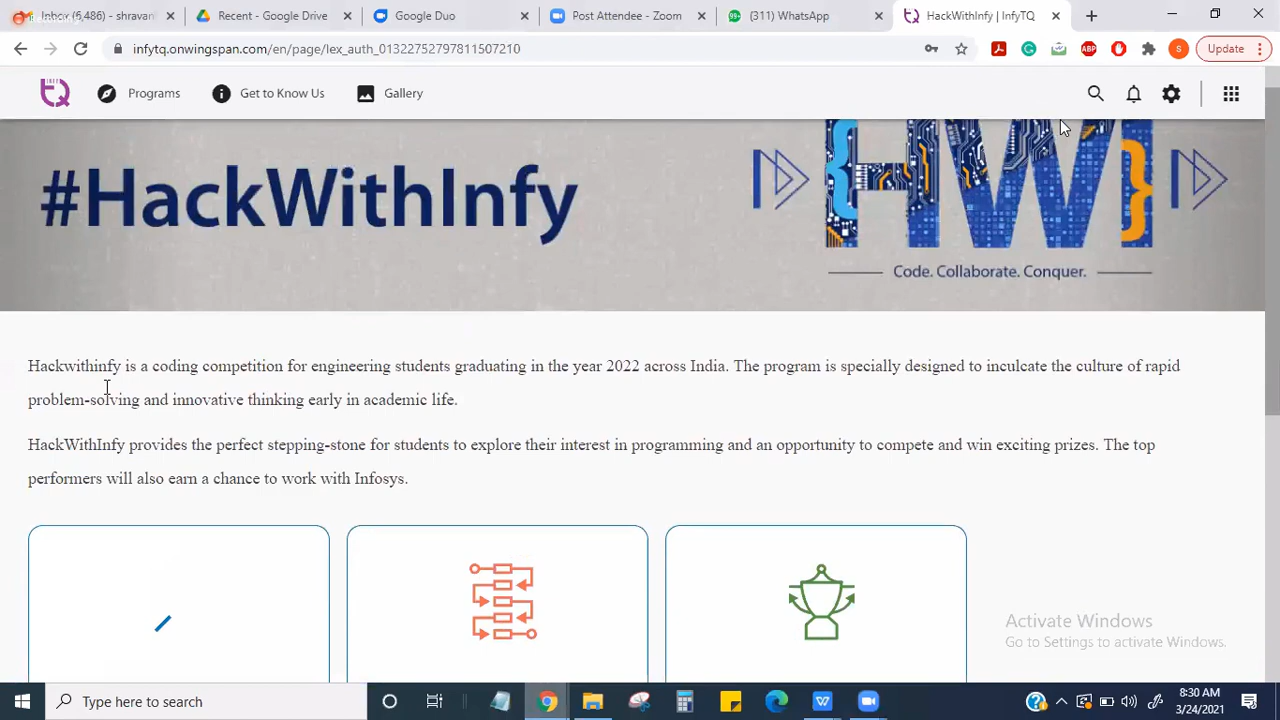 Inbox (5,486) - shravan
Recent - Google Drive
Google Duo
Post Attendee - Zoom
(311) WhatsApp
HackWithInfy | InfyTQ
infytq.onwingspan.com/en/page/lex_auth_01322752797811507210
ABP
S
Update
INFY
TQ
Programs
Get to Know Us
Gallery
#HackWithInfy
{HWI}
Code. Collaborate. Conquer.
Hackwithinfy is a coding competition for engineering students graduating in the year 2022 across India. The program is specially designed to inculcate the culture of rapid
problem-solving and innovative thinking early in academic life.
HackWithInfy provides the perfect stepping-stone for students to explore their interest in programming and an opportunity to compete and win exciting prizes. The top
performers will also earn a chance to work with Infosys.
Activate Windows
Go to Settings to activate Windows.
Type here to search
8:30 AM
3/24/2021